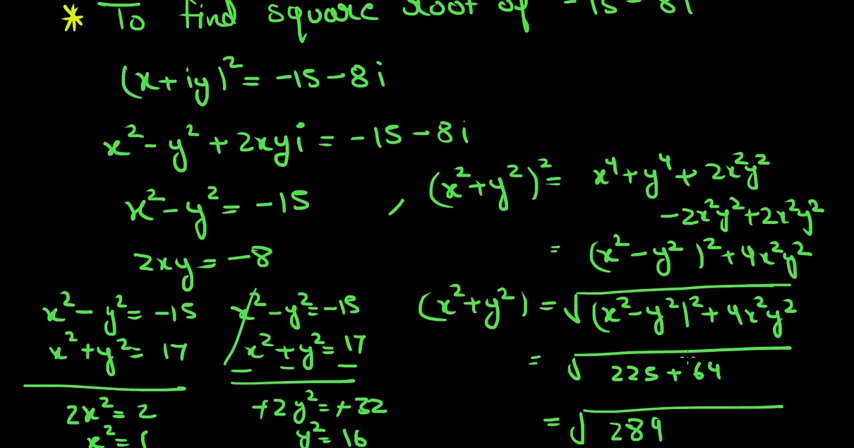 * To find square root of -15-8i
(x+iy)² = -15-8i
x²-y²+2xyi = -15-8i
x²-y² = -15
2xy = -8
, (x²+y²)² = x⁴+y⁴+2x²y²
-2x²y²+2x²y²
= (x²-y²)²+4x²y²
(x²+y²) = √(x²-y²)²+4x²y²
= √225+64
= √289
x²-y²=-15
x²+y²= 17
2x²=2
x²=1
x²-y²=-15
x²+y²=17
+2y²=+32
y²=16